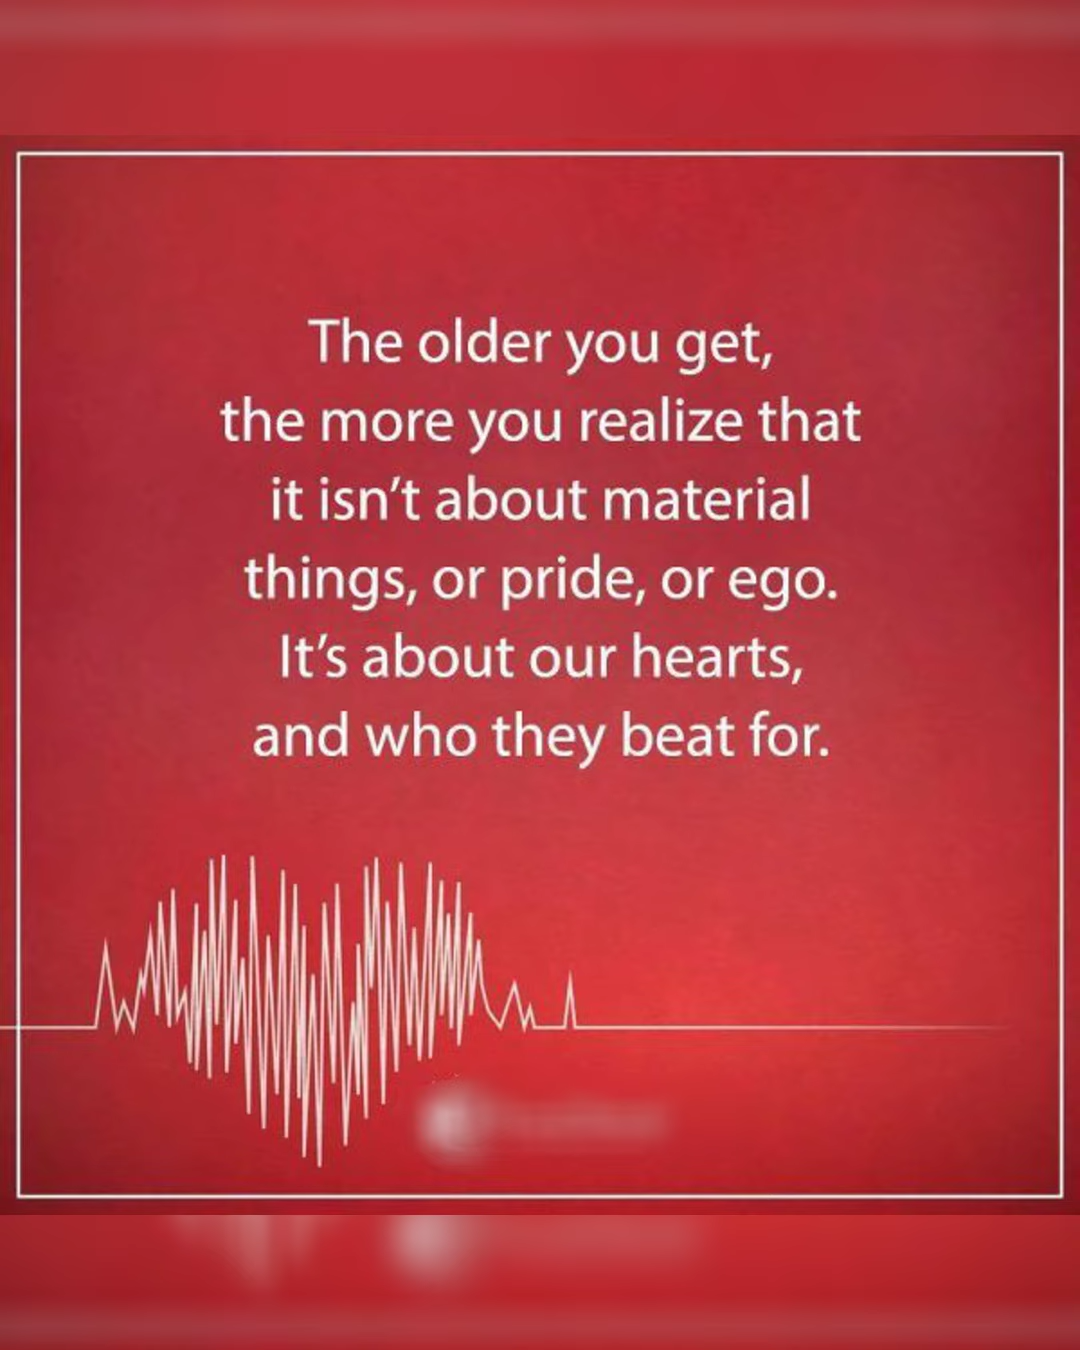 The older you get,
the more you realize that
it isn’t about material
things, or pride, or ego.
It’s about our hearts,
and who they beat for.